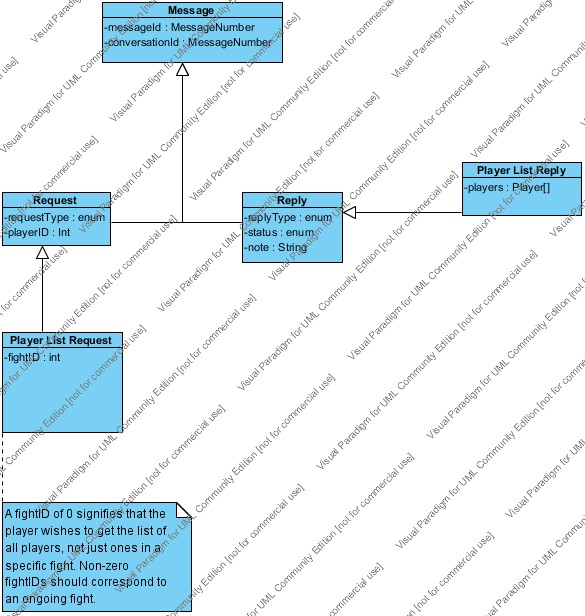 Message
-messageId : MessageNumber
-conversationId : MessageNumber
Request
-requestType : enum
-playerID : Int
Reply
-replyType : enum
-status : enum
-note : String
Player List Reply
-players : Player[]
Player List Request
-fightID : int
A fightID of 0 signifies that the
player wishes to get the list of
all players, not just ones in a
specific fight. Non-zero
fightIDs should correspond to
an ongoing fight.
Visual Paradigm for UML Community Edition [not for commercial use]